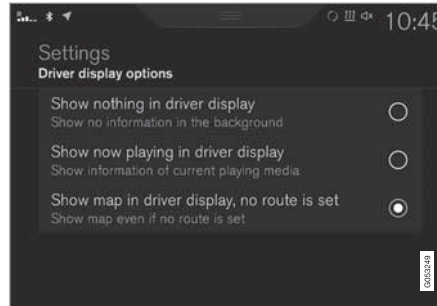 10:45
Settings
Driver display options
Show nothing in driver display
Show no information in the background
Show now playing in driver display
Show information of current playing media
Show map in driver display, no route is set
Show map even if no route is set
G053249